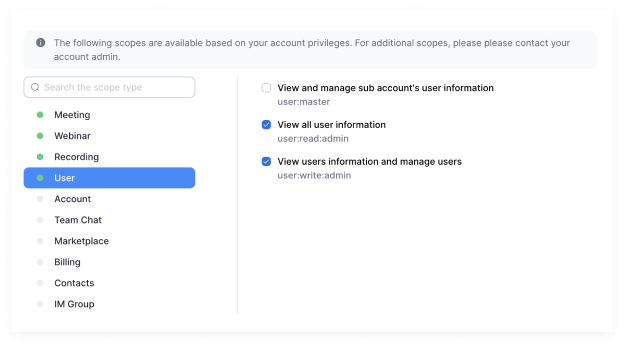 The following scopes are available based on your account privileges. For additional scopes, please please contact your
account admin.
Search the scope type
Meeting
Webinar
Recording
User
Account
Team Chat
Marketplace
Billing
Contacts
IM Group
View and manage sub account's user information
user:master
View all user information
user:read:admin
View users information and manage users
user:write:admin